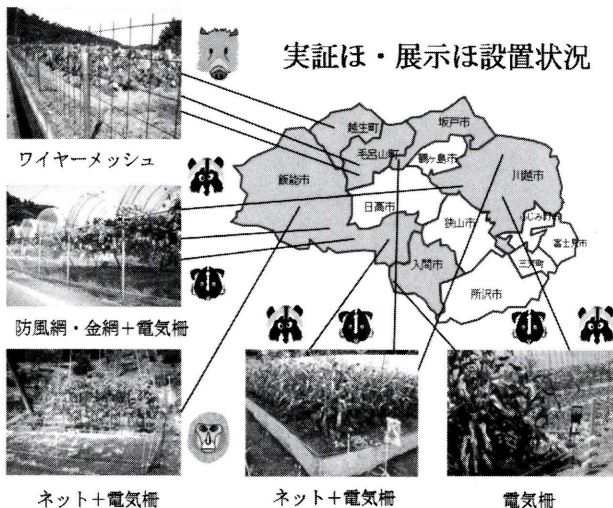 実証ほ・展示ほ設置状況
ワイヤーメッシュ
越生町
坂戸市
毛呂山町
鶴ヶ島市
川越市
飯能市
日高市
狭山市
ふじみ野市
富士見市
三芳町
入間市
所沢市
防風網・金網+電気柵
ネット+電気柵
ネット+電気柵
電気柵